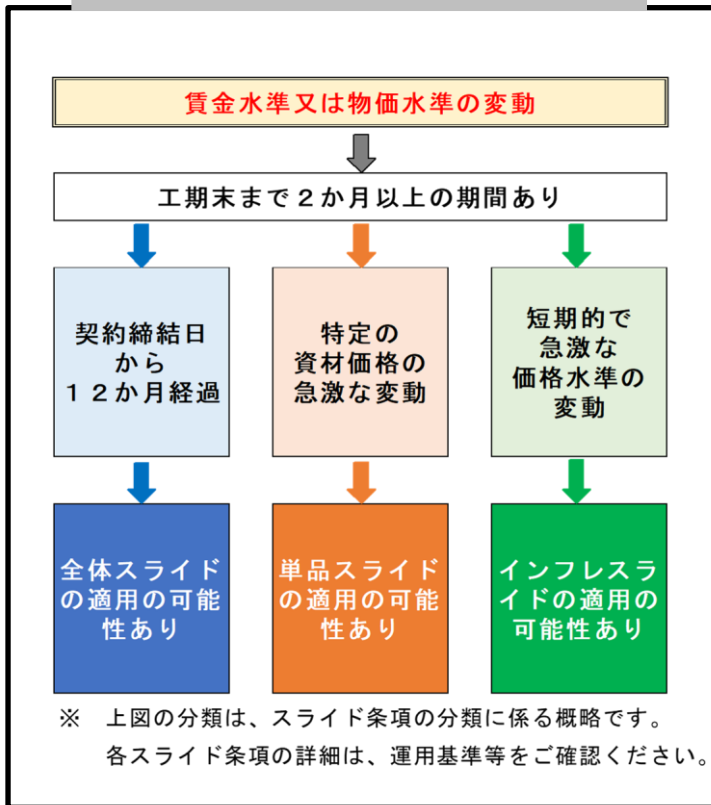 賃金水準又は物価水準の変動
工期末まで２か月以上の期間あり
契約締結日
から
１２か月経過
特定の
資材価格の
急激な変動
短期的で
急激な
価格水準の
変動
全体スライド
の適用の可能
性あり
単品スライド
の適用の可能
性あり
インフレスラ
イドの適用の
可能性あり
※　上図の分類は、スライド条項の分類に係る概略です。
各スライド条項の詳細は、運用基準等をご確認ください。